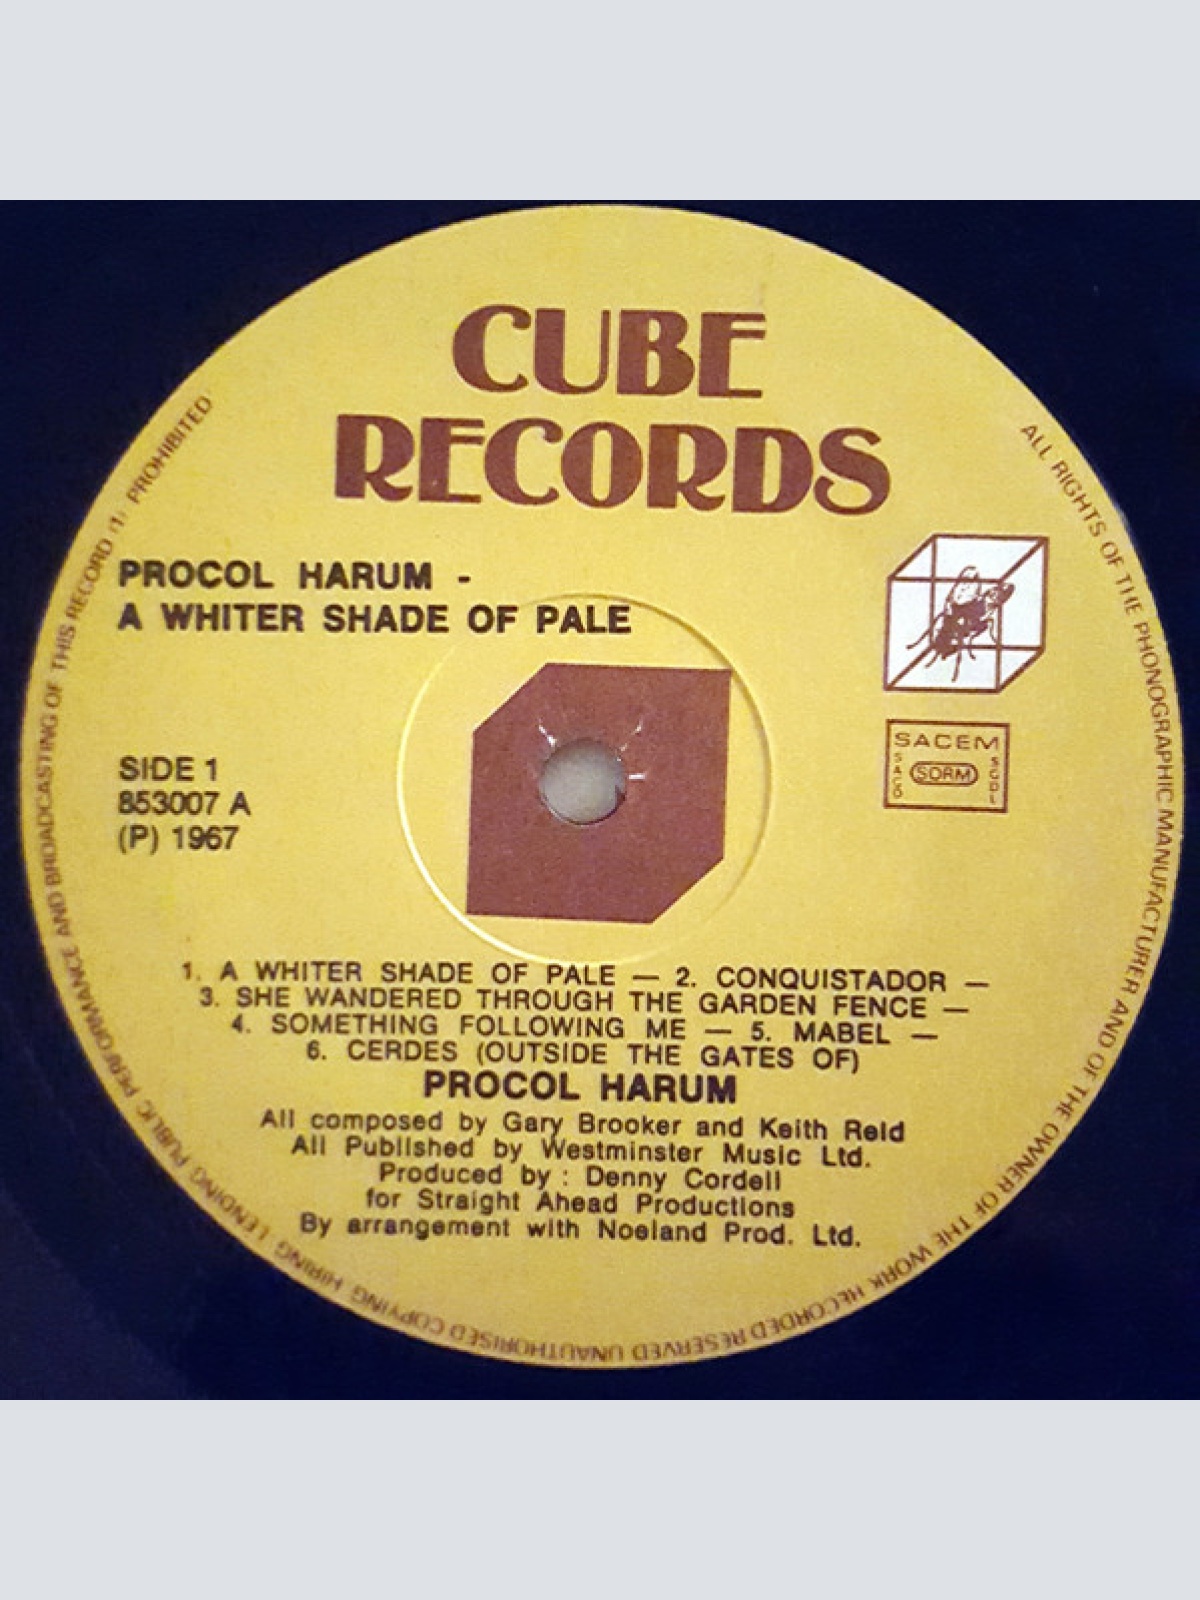 CUBE
RECORDS
PROCOL HARUM -
A WHITER SHADE OF PALE
SIDE 1
853007 A
(P) 1967
SACEM
SACD
SORM
SGDL
1. A WHITER SHADE OF PALE — 2. CONQUISTADOR —
3. SHE WANDERED THROUGH THE GARDEN FENCE —
4. SOMETHING FOLLOWING ME — 5. MABEL —
6. CERDES (OUTSIDE THE GATES OF)
PROCOL HARUM
All composed by Gary Brooker and Keith Reid
All Published by Westminster Music Ltd.
Produced by : Denny Cordell
for Straight Ahead Productions
By arrangement with Noeland Prod. Ltd.
ALL RIGHTS OF THE PHONOGRAPHIC MANUFACTURER AND OF THE OWNER OF THE WORK RECORDED RESERVED UNAUTHORISED COPYING HIRING LENDING PUBLIC PERFORMANCE AND BROADCASTING OF THIS RECORD PROHIBITED